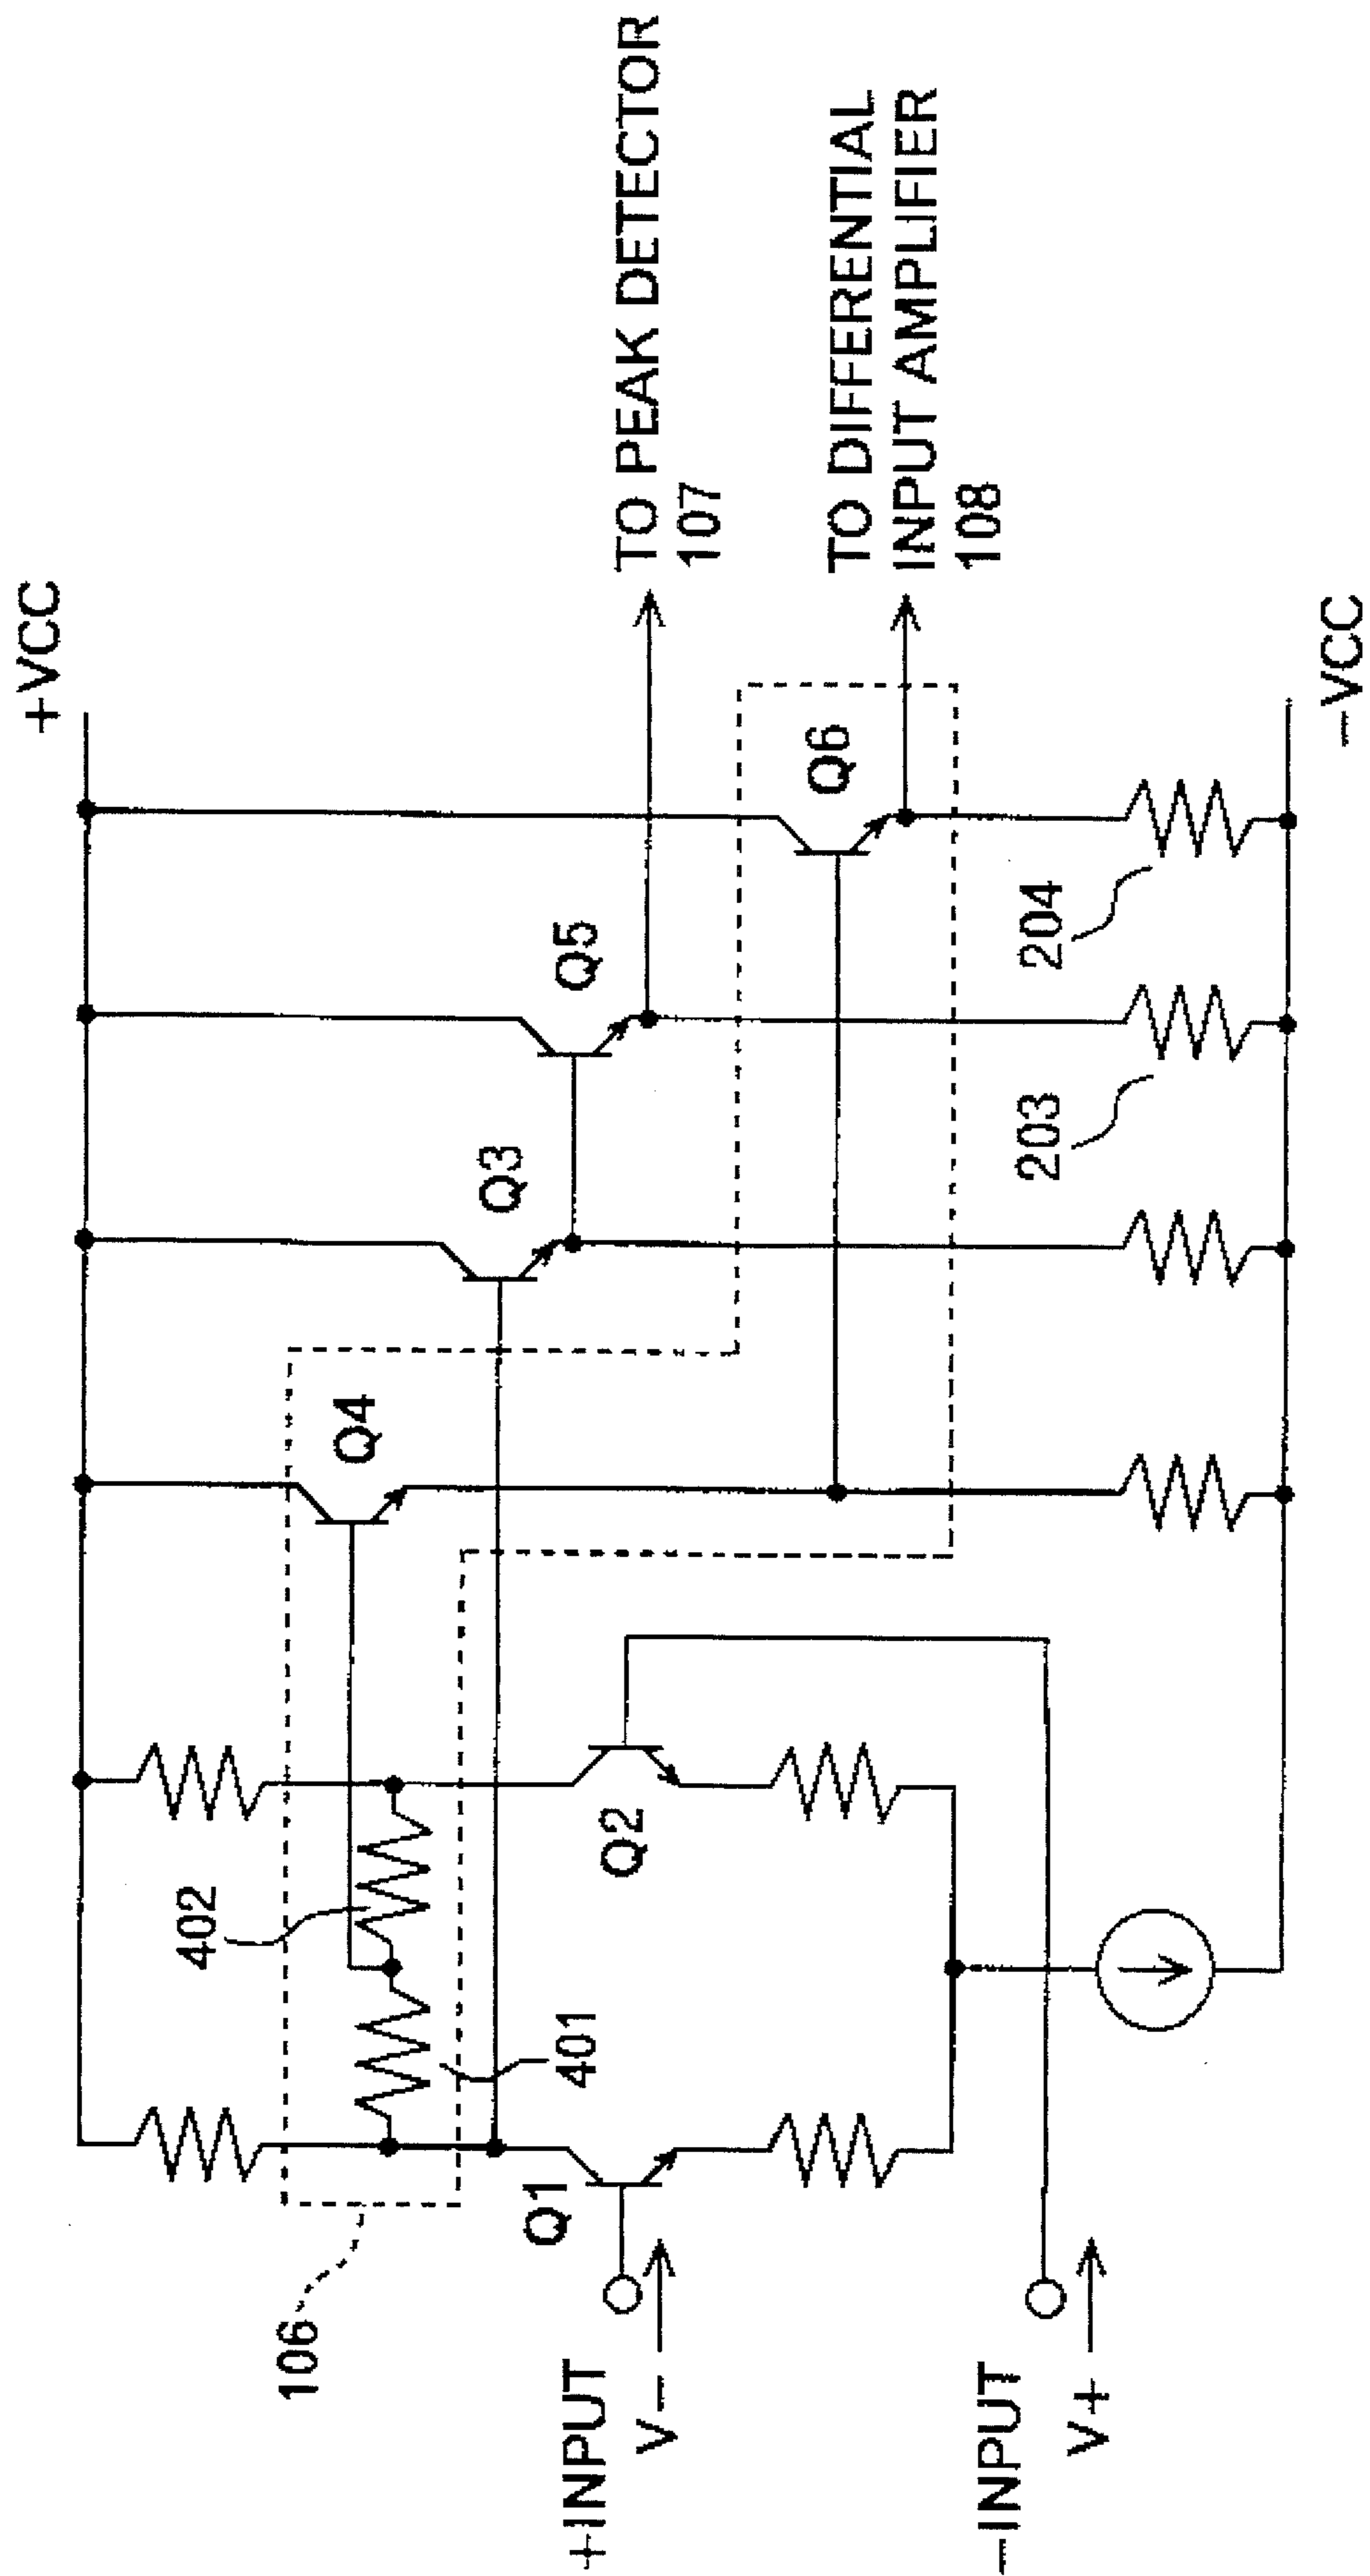 +VCC
106
402
401
Q4
Q3
Q5
Q6
Q1
Q2
+INPUT
V−
−INPUT
V+
203
204
−VCC
TO PEAK DETECTOR
107
TO DIFFERENTIAL
INPUT AMPLIFIER
108